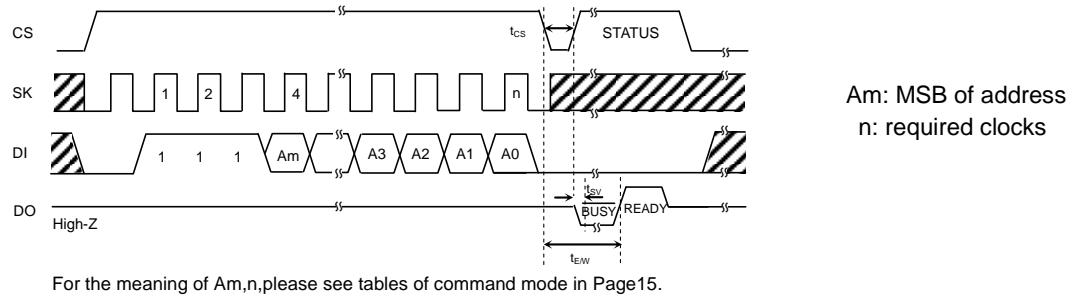 CS
tCS
STATUS
SK
1
2
4
n
DI
1
1
1
Am
A3
A2
A1
A0
tSV
DO
BUSY
READY
High-Z
tE/W
Am: MSB of address
n: required clocks
For the meaning of Am,n,please see tables of command mode in Page15.